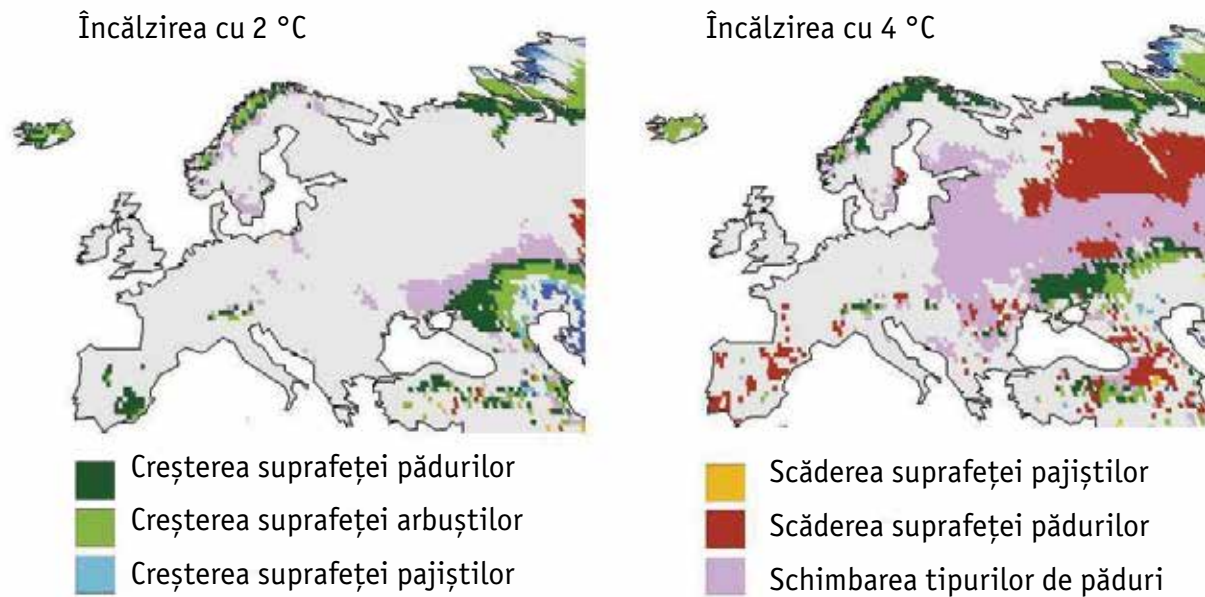 Încălzirea cu 2 °C
Încălzirea cu 4 °C
Creșterea suprafeței pădurilor
Creșterea suprafeței arbuștilor
Creșterea suprafeței pajiștilor
Scăderea suprafeței pajiștilor
Scăderea suprafeței pădurilor
Schimbarea tipurilor de păduri